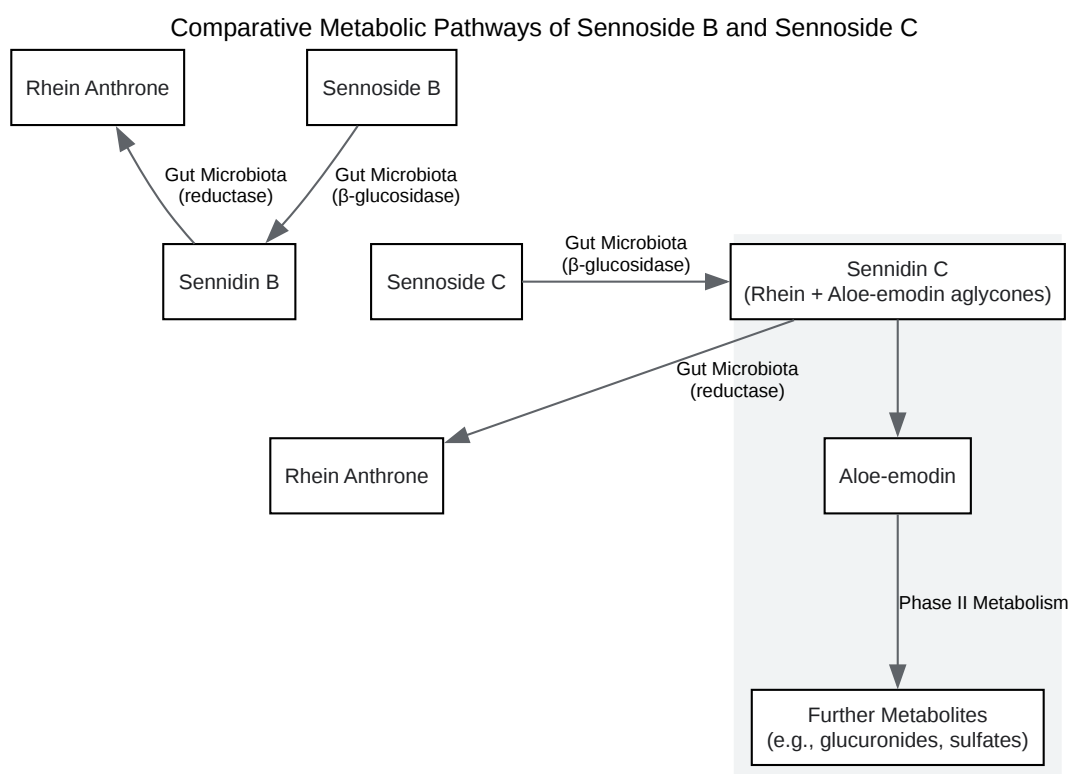 Comparative Metabolic Pathways of Sennoside B and Sennoside C
Rhein Anthrone
Sennoside B
Gut Microbiota
(reductase)
Gut Microbiota
(β-glucosidase)
Sennidin B
Sennoside C
Gut Microbiota
(β-glucosidase)
Sennidin C
(Rhein + Aloe-emodin aglycones)
Gut Microbiota
(reductase)
Rhein Anthrone
Aloe-emodin
Phase II Metabolism
Further Metabolites
(e.g., glucuronides, sulfates)